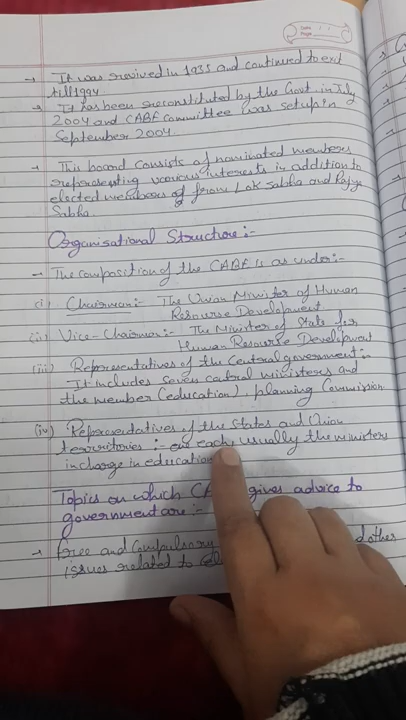 → It was revived in 1935 and continued to exit
till 1994
→ It has been reconstituted by the Govt. in July
2004 and CABE committee was setup in
September 2004.
→ This board consists of nominated members
representing various interests in addition to
elected members of from Lok sabha and Rajya
Sabha.
Organisational Structure:-
→ The composition of the CABE is as under:-
(i) Chairman:- The Union Minister of Human
Resource Development
(ii) Vice-Chairman:- The Minister of State for
Human Resource Development
(iii) Representatives of the Central government:-
It includes seven central ministers and
the member (education), planning Commission
(iv) Representatives of the States and Union
territories :- one each, usually the ministers
incharge in education
Topics on which gives advice to
government are :-
→ Free and Compulsory d other
issues related to